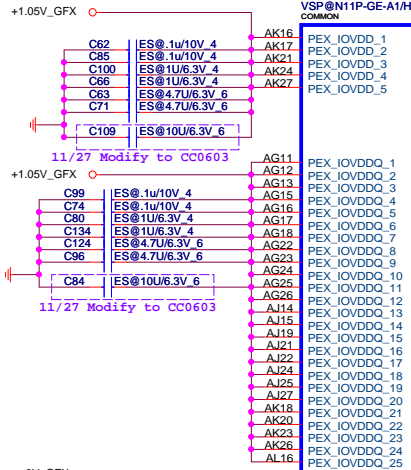 VSP@N11P-GE-A1/H
COMMON
+1.05V_GFX
AK16 PEX_IOVDD_1
AK17 PEX_IOVDD_2
AK21 PEX_IOVDD_3
AK24 PEX_IOVDD_4
AK27 PEX_IOVDD_5
C62 ES@.1u/10V_4
C85 ES@.1u/10V_4
C100 ES@1U/6.3V_4
C66 ES@1U/6.3V_4
C63 ES@4.7U/6.3V_6
C71 ES@4.7U/6.3V_6
C109 ES@10U/6.3V_6
11/27 Modify to CC0603
+1.05V_GFX
C99 ES@.1u/10V_4
C74 ES@.1u/10V_4
C80 ES@1U/6.3V_4
C134 ES@1U/6.3V_4
C124 ES@4.7U/6.3V_6
C96 ES@4.7U/6.3V_6
C84 ES@10U/6.3V_6
11/27 Modify to CC0603
AG11 PEX_IOVDDQ_1
AG12 PEX_IOVDDQ_2
AG13 PEX_IOVDDQ_3
AG15 PEX_IOVDDQ_4
AG16 PEX_IOVDDQ_5
AG17 PEX_IOVDDQ_6
AG18 PEX_IOVDDQ_7
AG22 PEX_IOVDDQ_8
AG23 PEX_IOVDDQ_9
AG24 PEX_IOVDDQ_10
AG25 PEX_IOVDDQ_11
AG26 PEX_IOVDDQ_12
AJ14 PEX_IOVDDQ_13
AJ15 PEX_IOVDDQ_14
AJ19 PEX_IOVDDQ_15
AJ21 PEX_IOVDDQ_16
AJ22 PEX_IOVDDQ_17
AJ24 PEX_IOVDDQ_18
AJ25 PEX_IOVDDQ_19
AJ27 PEX_IOVDDQ_20
AK18 PEX_IOVDDQ_21
AK20 PEX_IOVDDQ_22
AK23 PEX_IOVDDQ_23
AK26 PEX_IOVDDQ_24
AL16 PEX_IOVDDQ_25